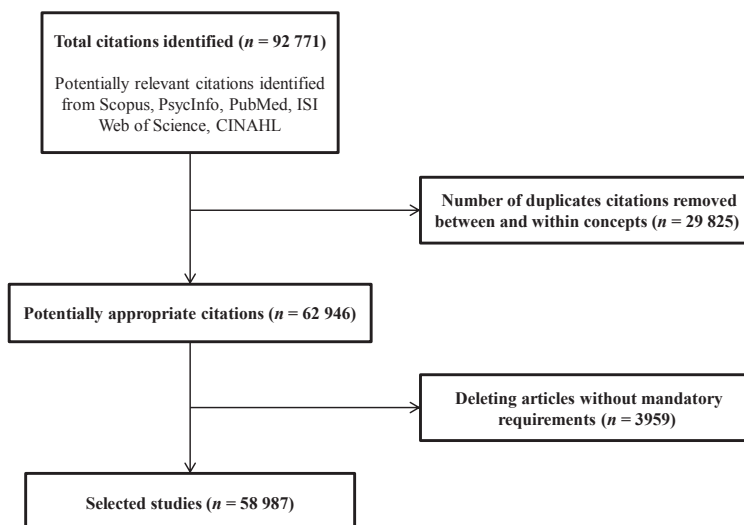 Total citations identified (n = 92 771)
Potentially relevant citations identified
from Scopus, PsycInfo, PubMed, ISI
Web of Science, CINAHL
Number of duplicates citations removed
between and within concepts (n = 29 825)
Potentially appropriate citations (n = 62 946)
Deleting articles without mandatory
requirements (n = 3959)
Selected studies (n = 58 987)